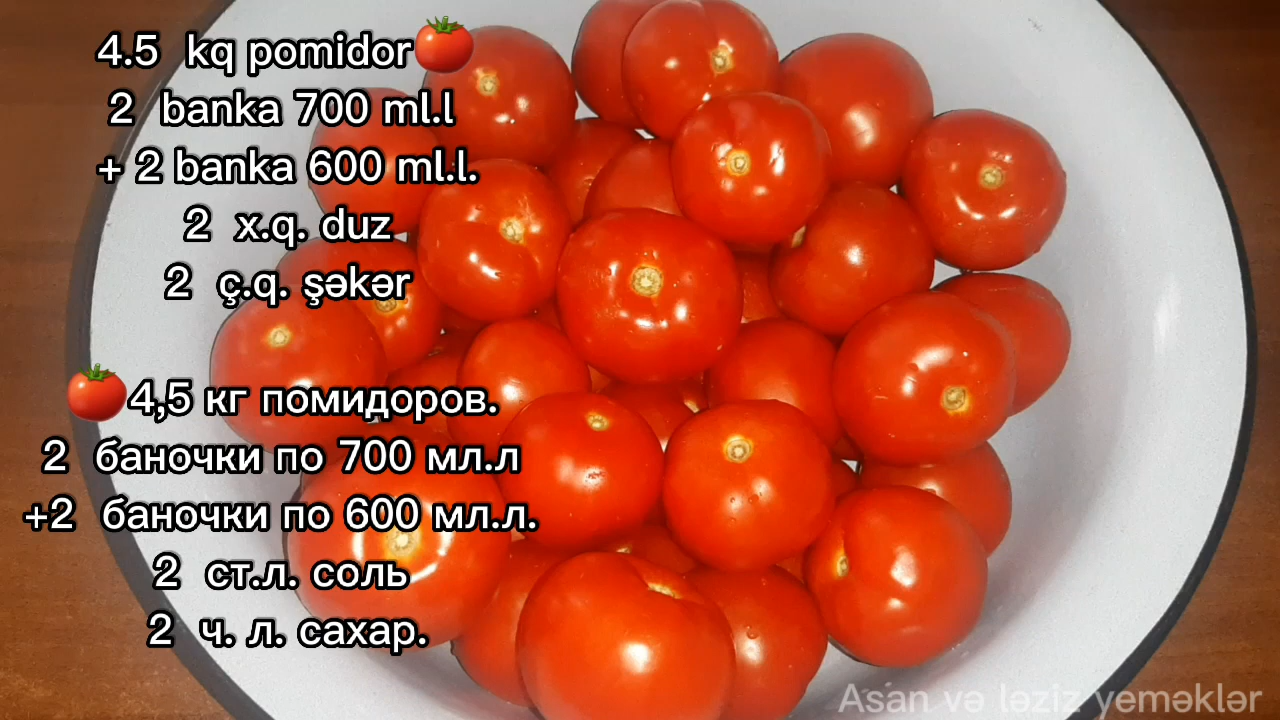 4.5 kq pomidor🍅
2 banka 700 ml.l
+ 2 banka 600 ml.l.
2 x.q. duz
2 ç.q. şəkər
🍅4,5 кг помидоров.
2 баночки по 700 мл.л
+2 баночки по 600 мл.л.
2 ст.л. соль
2 ч. л. сахар.
Asan və ləziz yeməklər